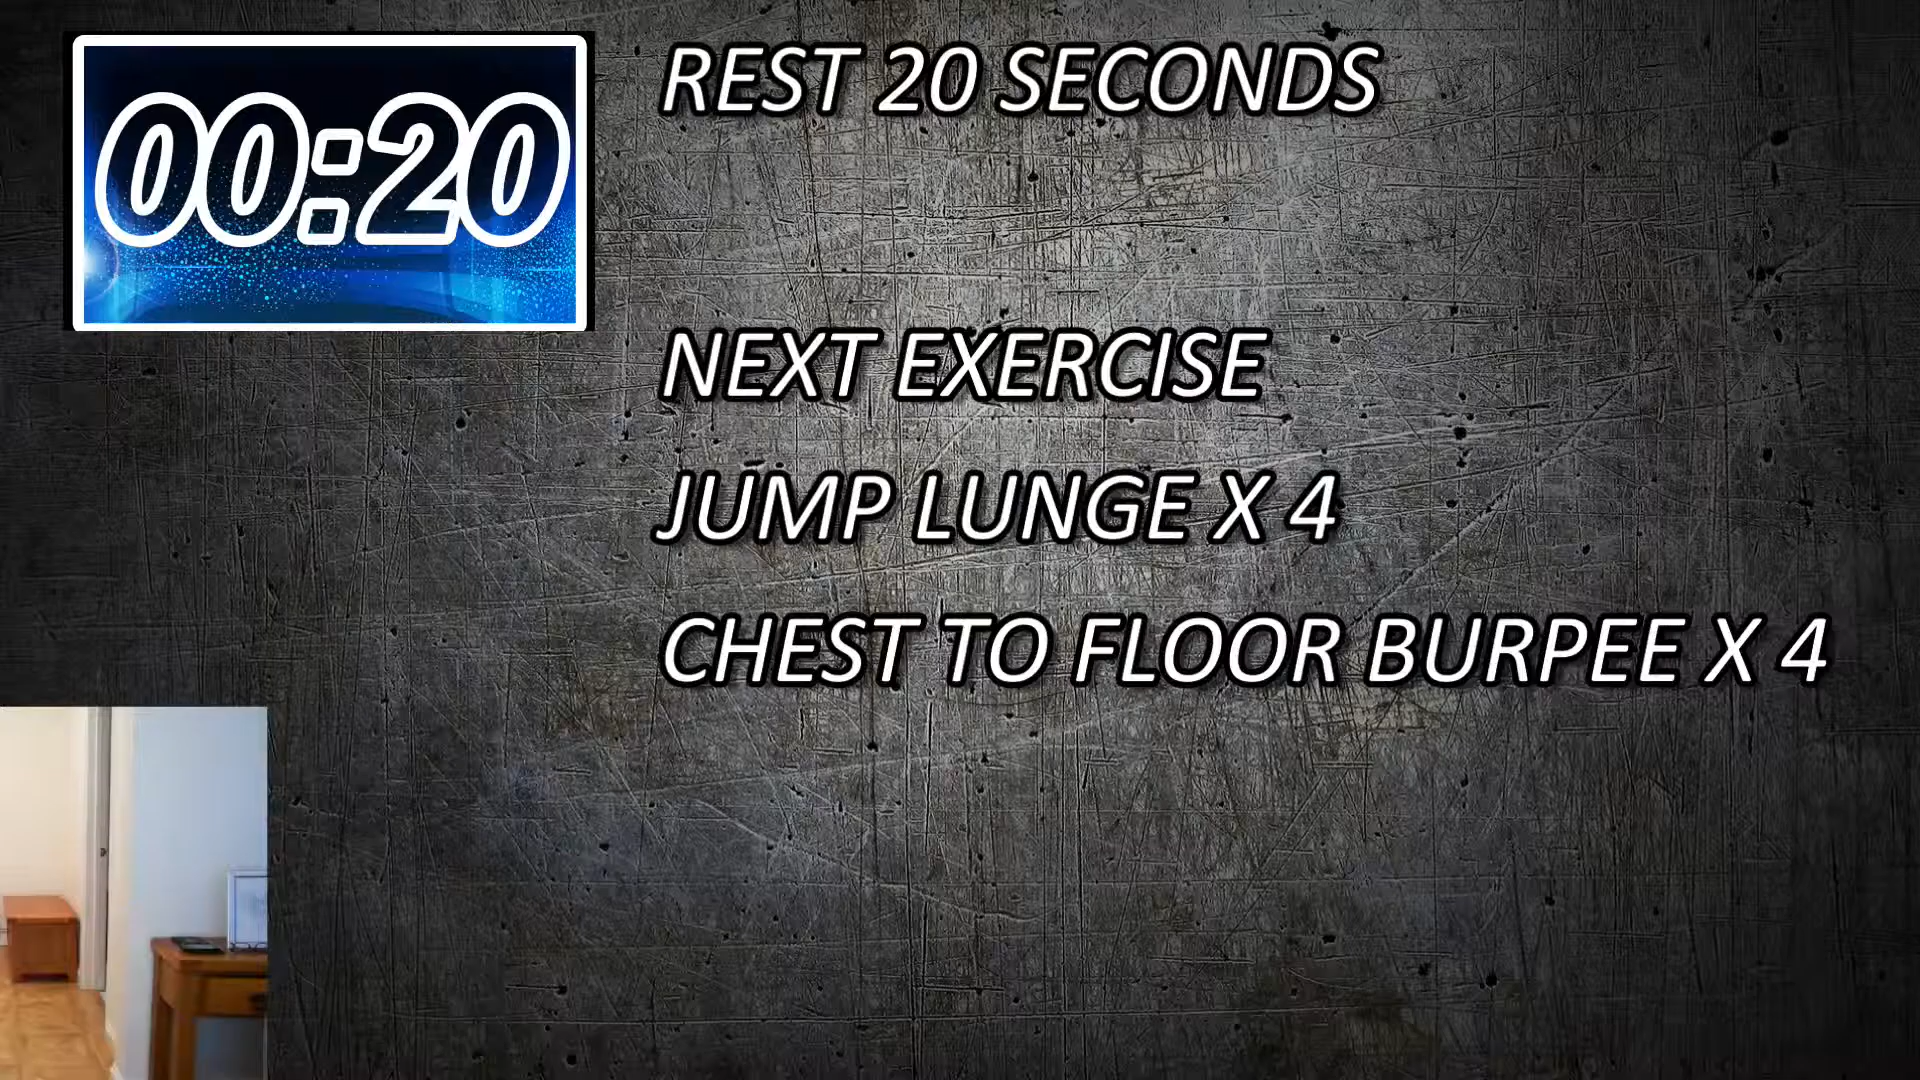 00:20
REST 20 SECONDS
NEXT EXERCISE
JUMP LUNGE X 4
CHEST TO FLOOR BURPEE X 4